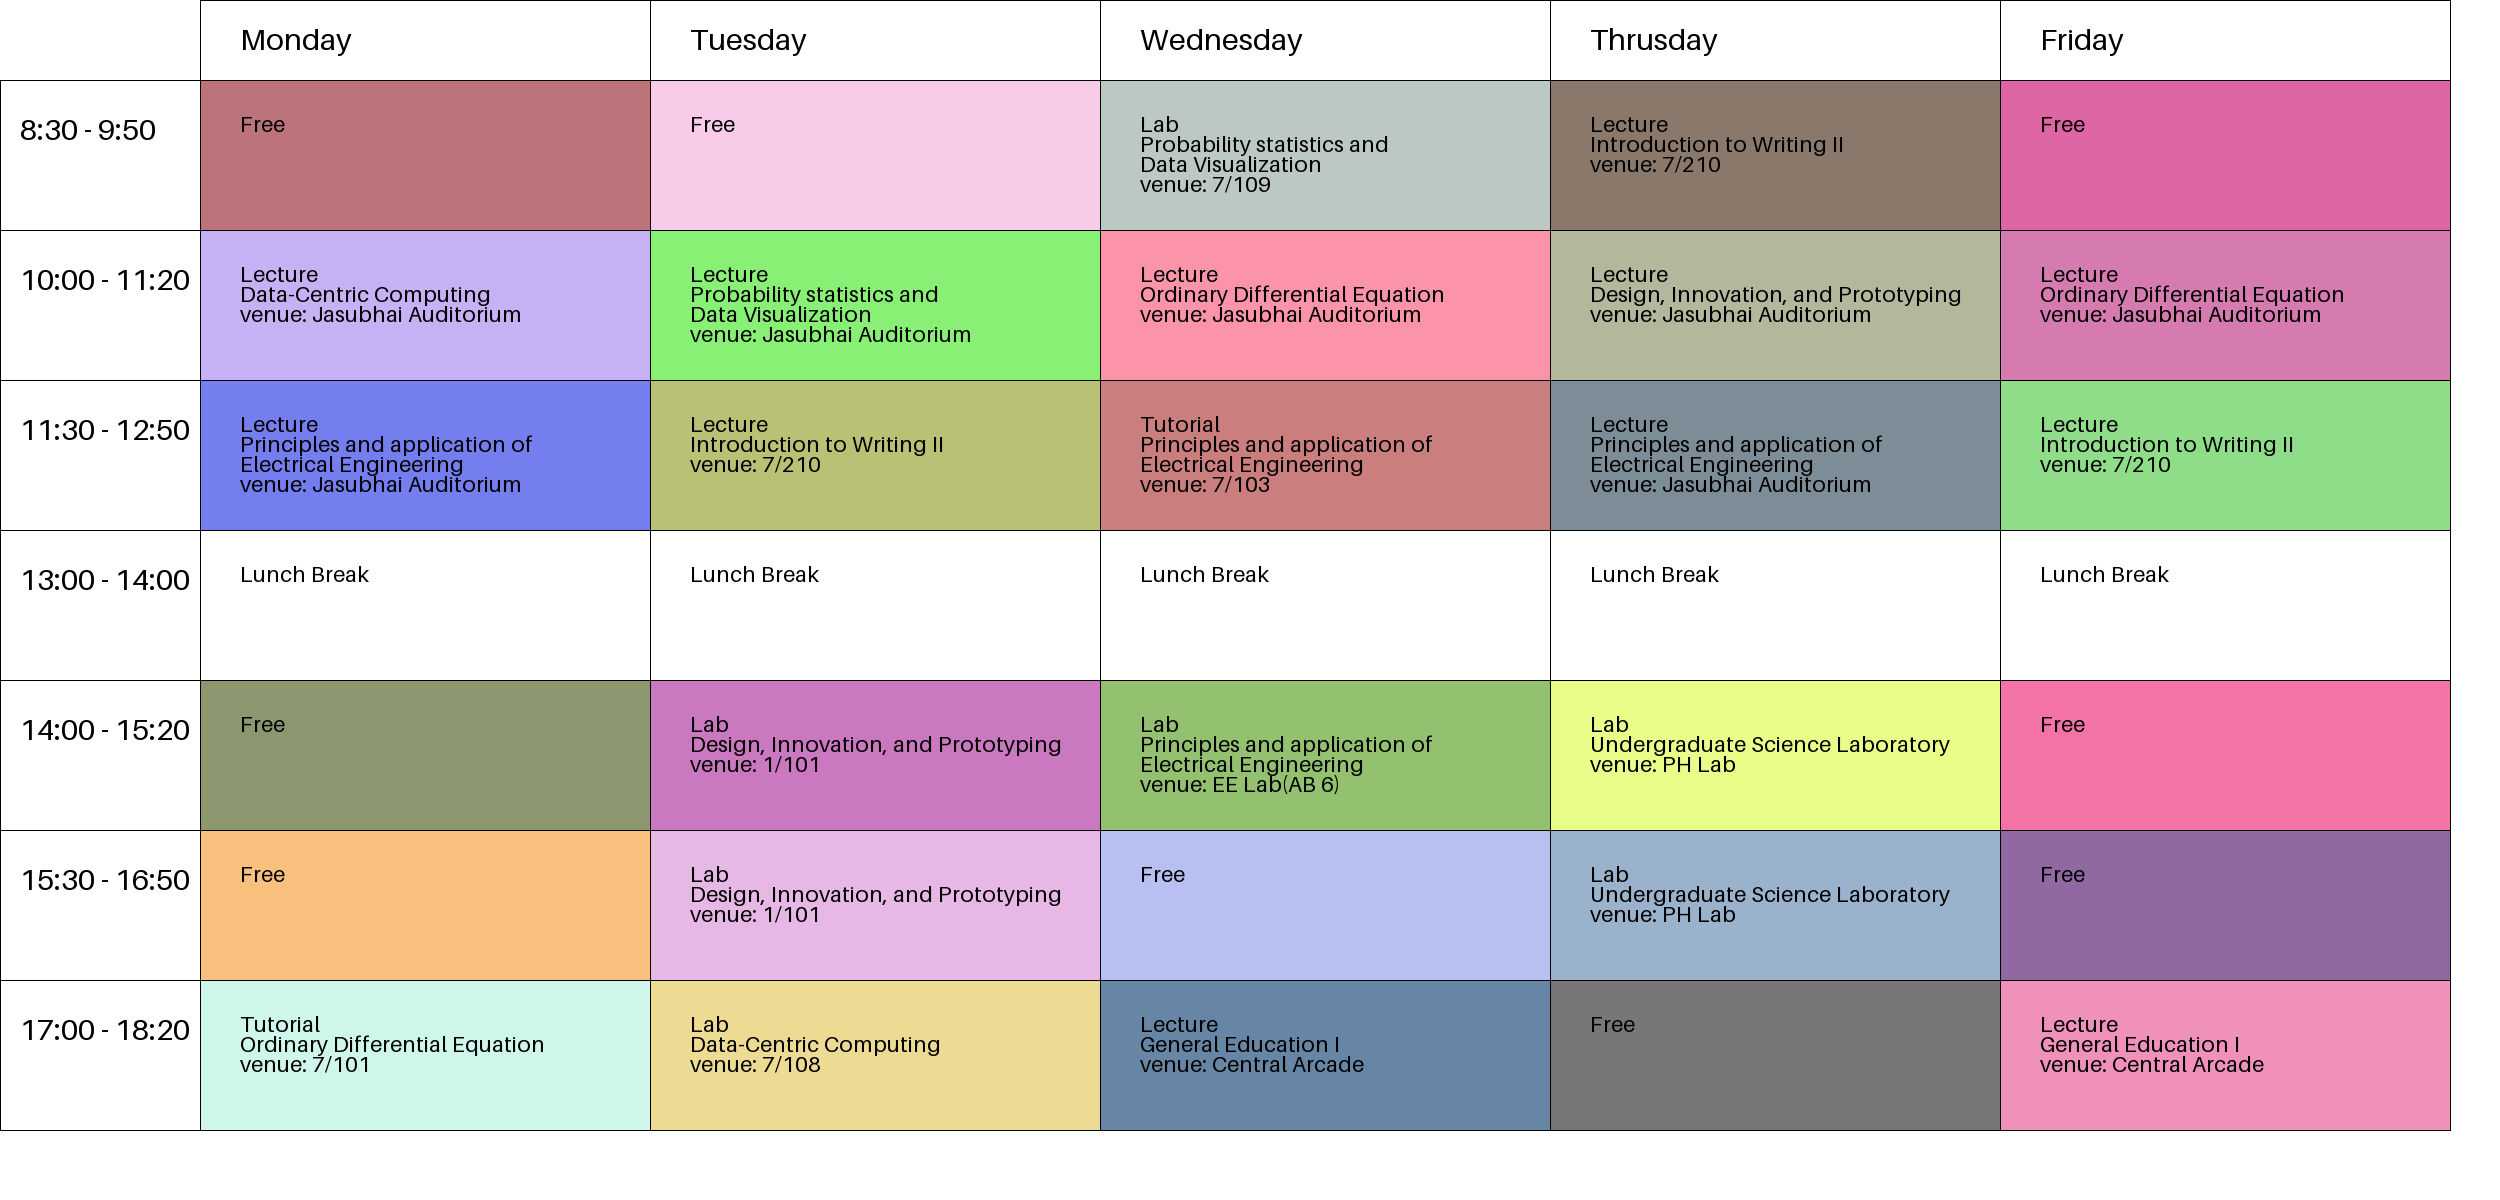 Monday
Tuesday
Wednesday
Thrusday
Friday
8:30 - 9:50
Free
Free
Lab
Probability statistics and
Data Visualization
venue: 7/109
Lecture
Introduction to Writing II
venue: 7/210
Free
10:00 - 11:20
Lecture
Data-Centric Computing
venue: Jasubhai Auditorium
Lecture
Probability statistics and
Data Visualization
venue: Jasubhai Auditorium
Lecture
Ordinary Differential Equation
venue: Jasubhai Auditorium
Lecture
Design, Innovation, and Prototyping
venue: Jasubhai Auditorium
Lecture
Ordinary Differential Equation
venue: Jasubhai Auditorium
11:30 - 12:50
Lecture
Principles and application of
Electrical Engineering
venue: Jasubhai Auditorium
Lecture
Introduction to Writing II
venue: 7/210
Tutorial
Principles and application of
Electrical Engineering
venue: 7/103
Lecture
Principles and application of
Electrical Engineering
venue: Jasubhai Auditorium
Lecture
Introduction to Writing II
venue: 7/210
13:00 - 14:00
Lunch Break
Lunch Break
Lunch Break
Lunch Break
Lunch Break
14:00 - 15:20
Free
Lab
Design, Innovation, and Prototyping
venue: 1/101
Lab
Principles and application of
Electrical Engineering
venue: EE Lab(AB 6)
Lab
Undergraduate Science Laboratory
venue: PH Lab
Free
15:30 - 16:50
Free
Lab
Design, Innovation, and Prototyping
venue: 1/101
Free
Lab
Undergraduate Science Laboratory
venue: PH Lab
Free
17:00 - 18:20
Tutorial
Ordinary Differential Equation
venue: 7/101
Lab
Data-Centric Computing
venue: 7/108
Lecture
General Education I
venue: Central Arcade
Free
Lecture
General Education I
venue: Central Arcade